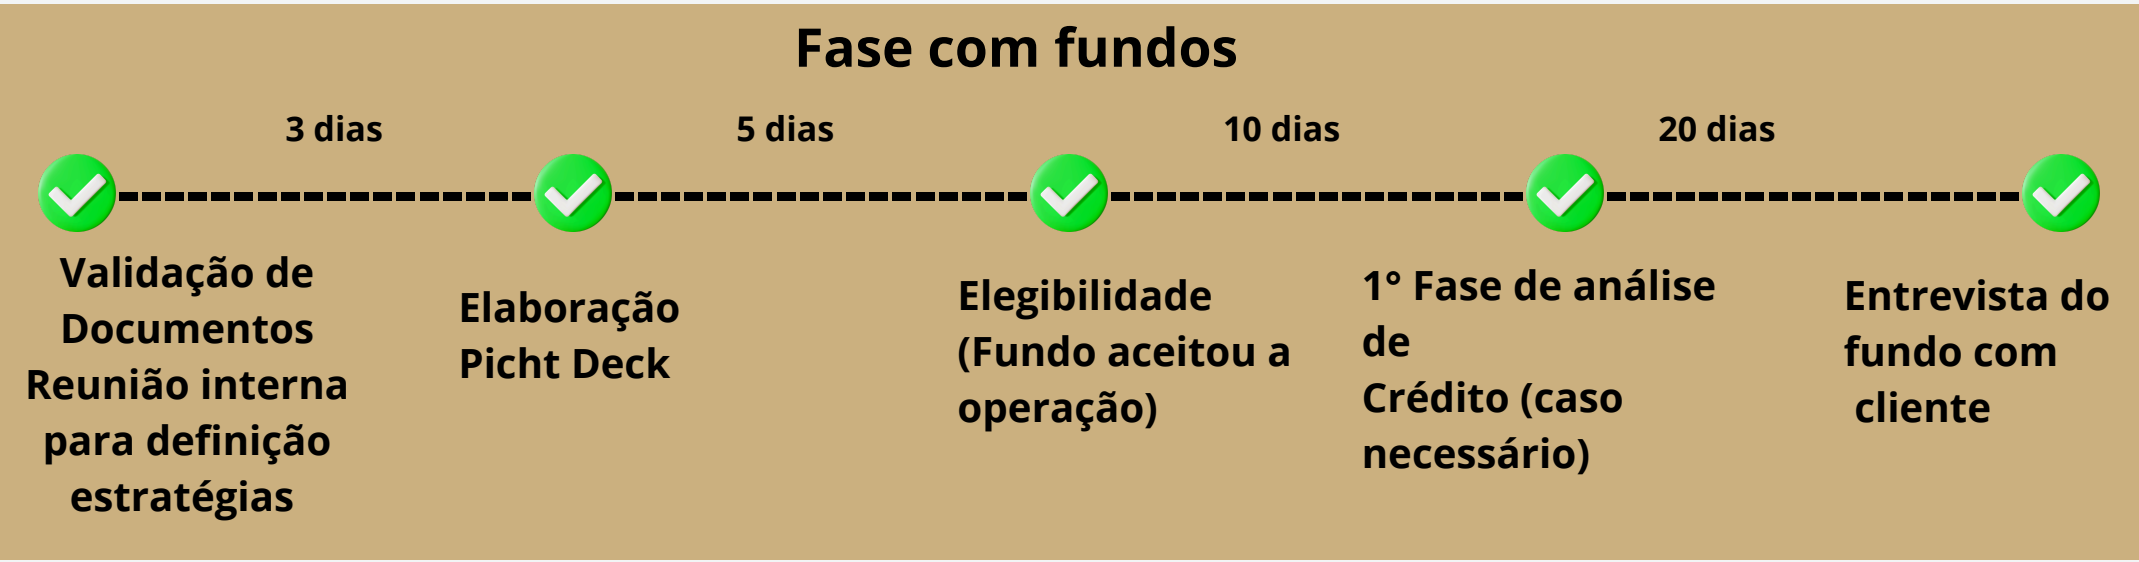 Fase com fundos
3 dias
5 dias
10 dias
20 dias
Validação de
Documentos
Reunião interna
para definição
estratégias
Elaboração
Picht Deck
Elegibilidade
(Fundo aceitou a
operação)
1° Fase de análise
de
Crédito (caso
necessário)
Entrevista do
fundo com
cliente